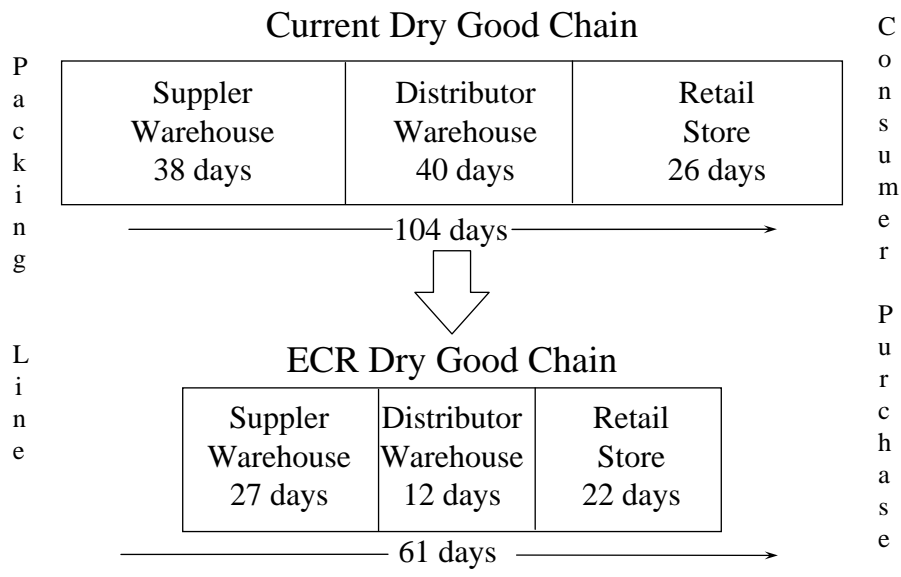 Current Dry Good Chain
Packing Line
Suppler
Warehouse
38 days
Distributor
Warehouse
40 days
Retail
Store
26 days
Consumer Purchase
104 days
ECR Dry Good Chain
Suppler
Warehouse
27 days
Distributor
Warehouse
12 days
Retail
Store
22 days
61 days